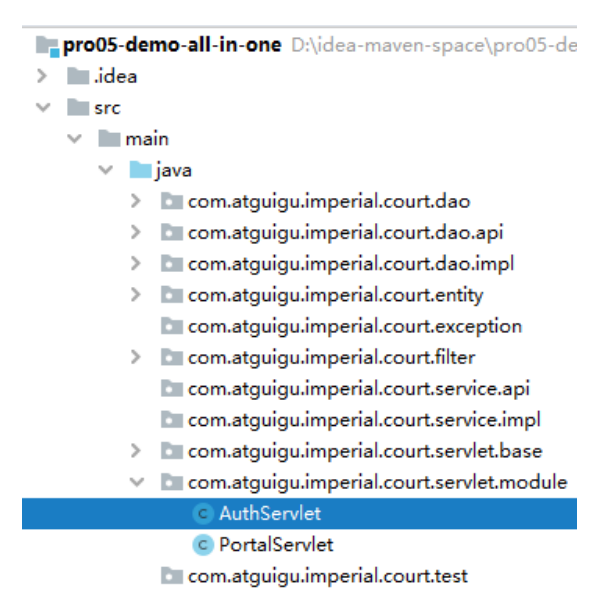 pro05-demo-all-in-one D:\idea-maven-space\pro05-de
.idea
src
main
java
com.atguigu.imperial.court.dao
com.atguigu.imperial.court.dao.api
com.atguigu.imperial.court.dao.impl
com.atguigu.imperial.court.entity
com.atguigu.imperial.court.exception
com.atguigu.imperial.court.filter
com.atguigu.imperial.court.service.api
com.atguigu.imperial.court.service.impl
com.atguigu.imperial.court.servlet.base
com.atguigu.imperial.court.servlet.module
C AuthServlet
C PortalServlet
com.atguigu.imperial.court.test